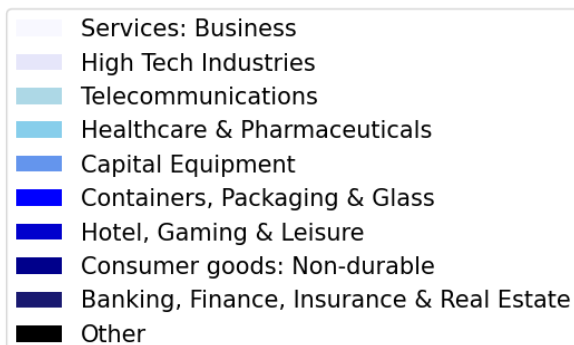 Services: Business
High Tech Industries
Telecommunications
Healthcare & Pharmaceuticals
Capital Equipment
Containers, Packaging & Glass
Hotel, Gaming & Leisure
Consumer goods: Non-durable
Banking, Finance, Insurance & Real Estate
Other